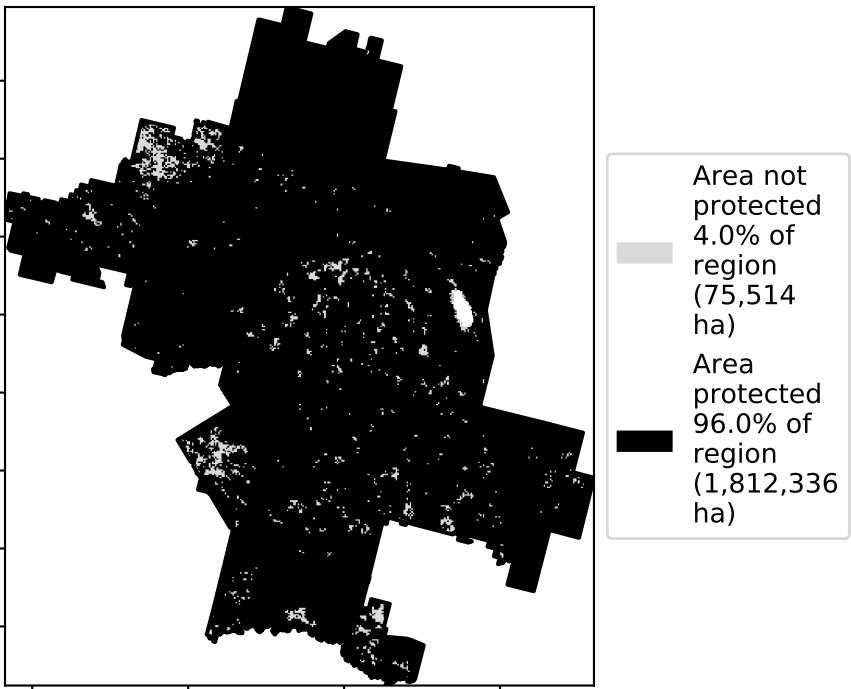 Area not
protected
4.0% of
region
(75,514
ha)
Area
protected
96.0% of
region
(1,812,336
ha)